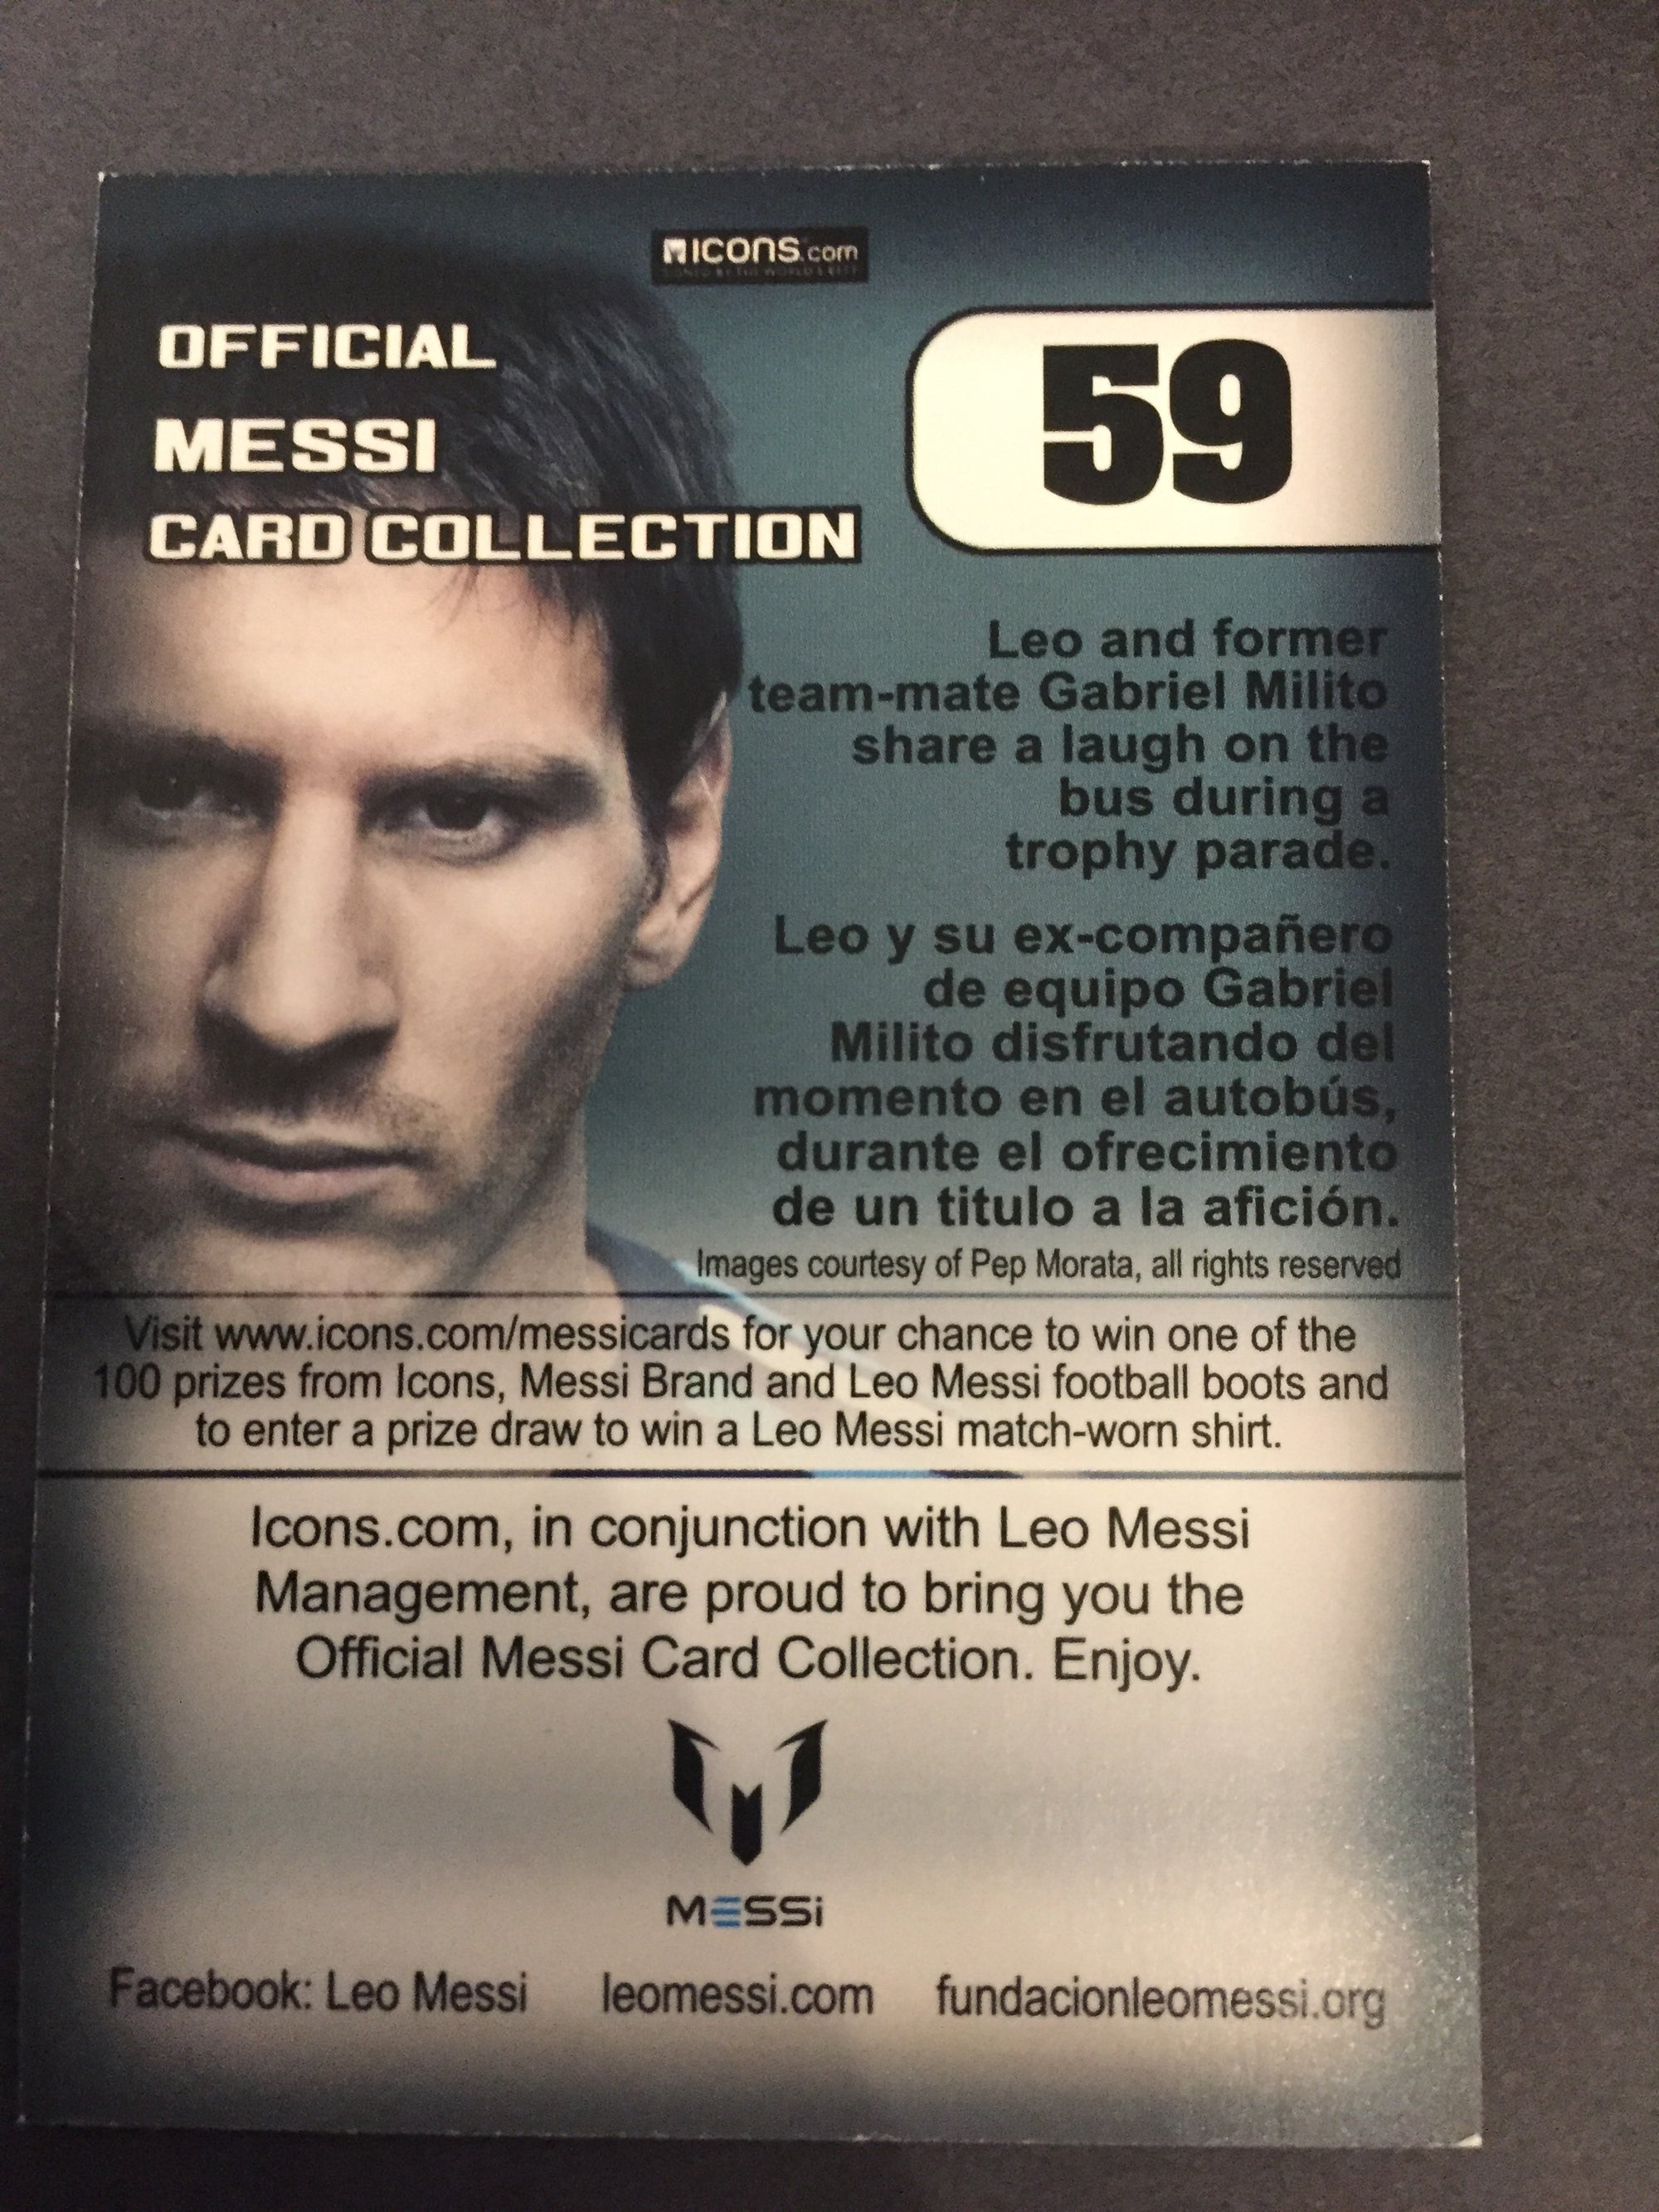 ICONS.com
SIGNED BY THE WORLD'S BEST
OFFICIAL
MESSI
CARD COLLECTION
59
Leo and former
team-mate Gabriel Milito
share a laugh on the
bus during a
trophy parade.
Leo y su ex-compañero
de equipo Gabriel
Milito disfrutando del
momento en el autobús,
durante el ofrecimiento
de un titulo a la afición.
Images courtesy of Pep Morata, all rights reserved
Visit www.icons.com/messicards for your chance to win one of the
100 prizes from Icons, Messi Brand and Leo Messi football boots and
to enter a prize draw to win a Leo Messi match-worn shirt.
Icons.com, in conjunction with Leo Messi
Management, are proud to bring you the
Official Messi Card Collection. Enjoy.
MESSi
Facebook: Leo Messi leomessi.com fundacionleomessi.org